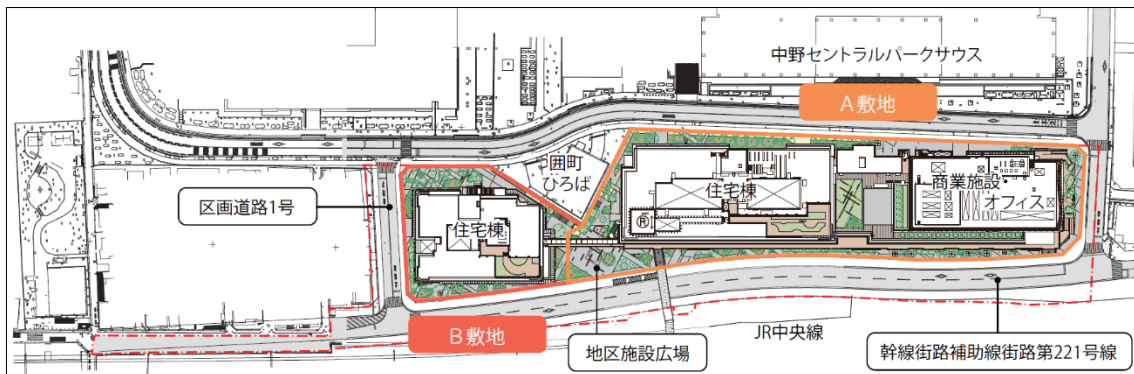 中野セントラルパークサウス
A敷地
囲町
ひろば
住宅棟
商業施設
オフィス
区画道路1号
住宅棟
B敷地
地区施設広場
JR中央線
幹線街路補助線街路第221号線